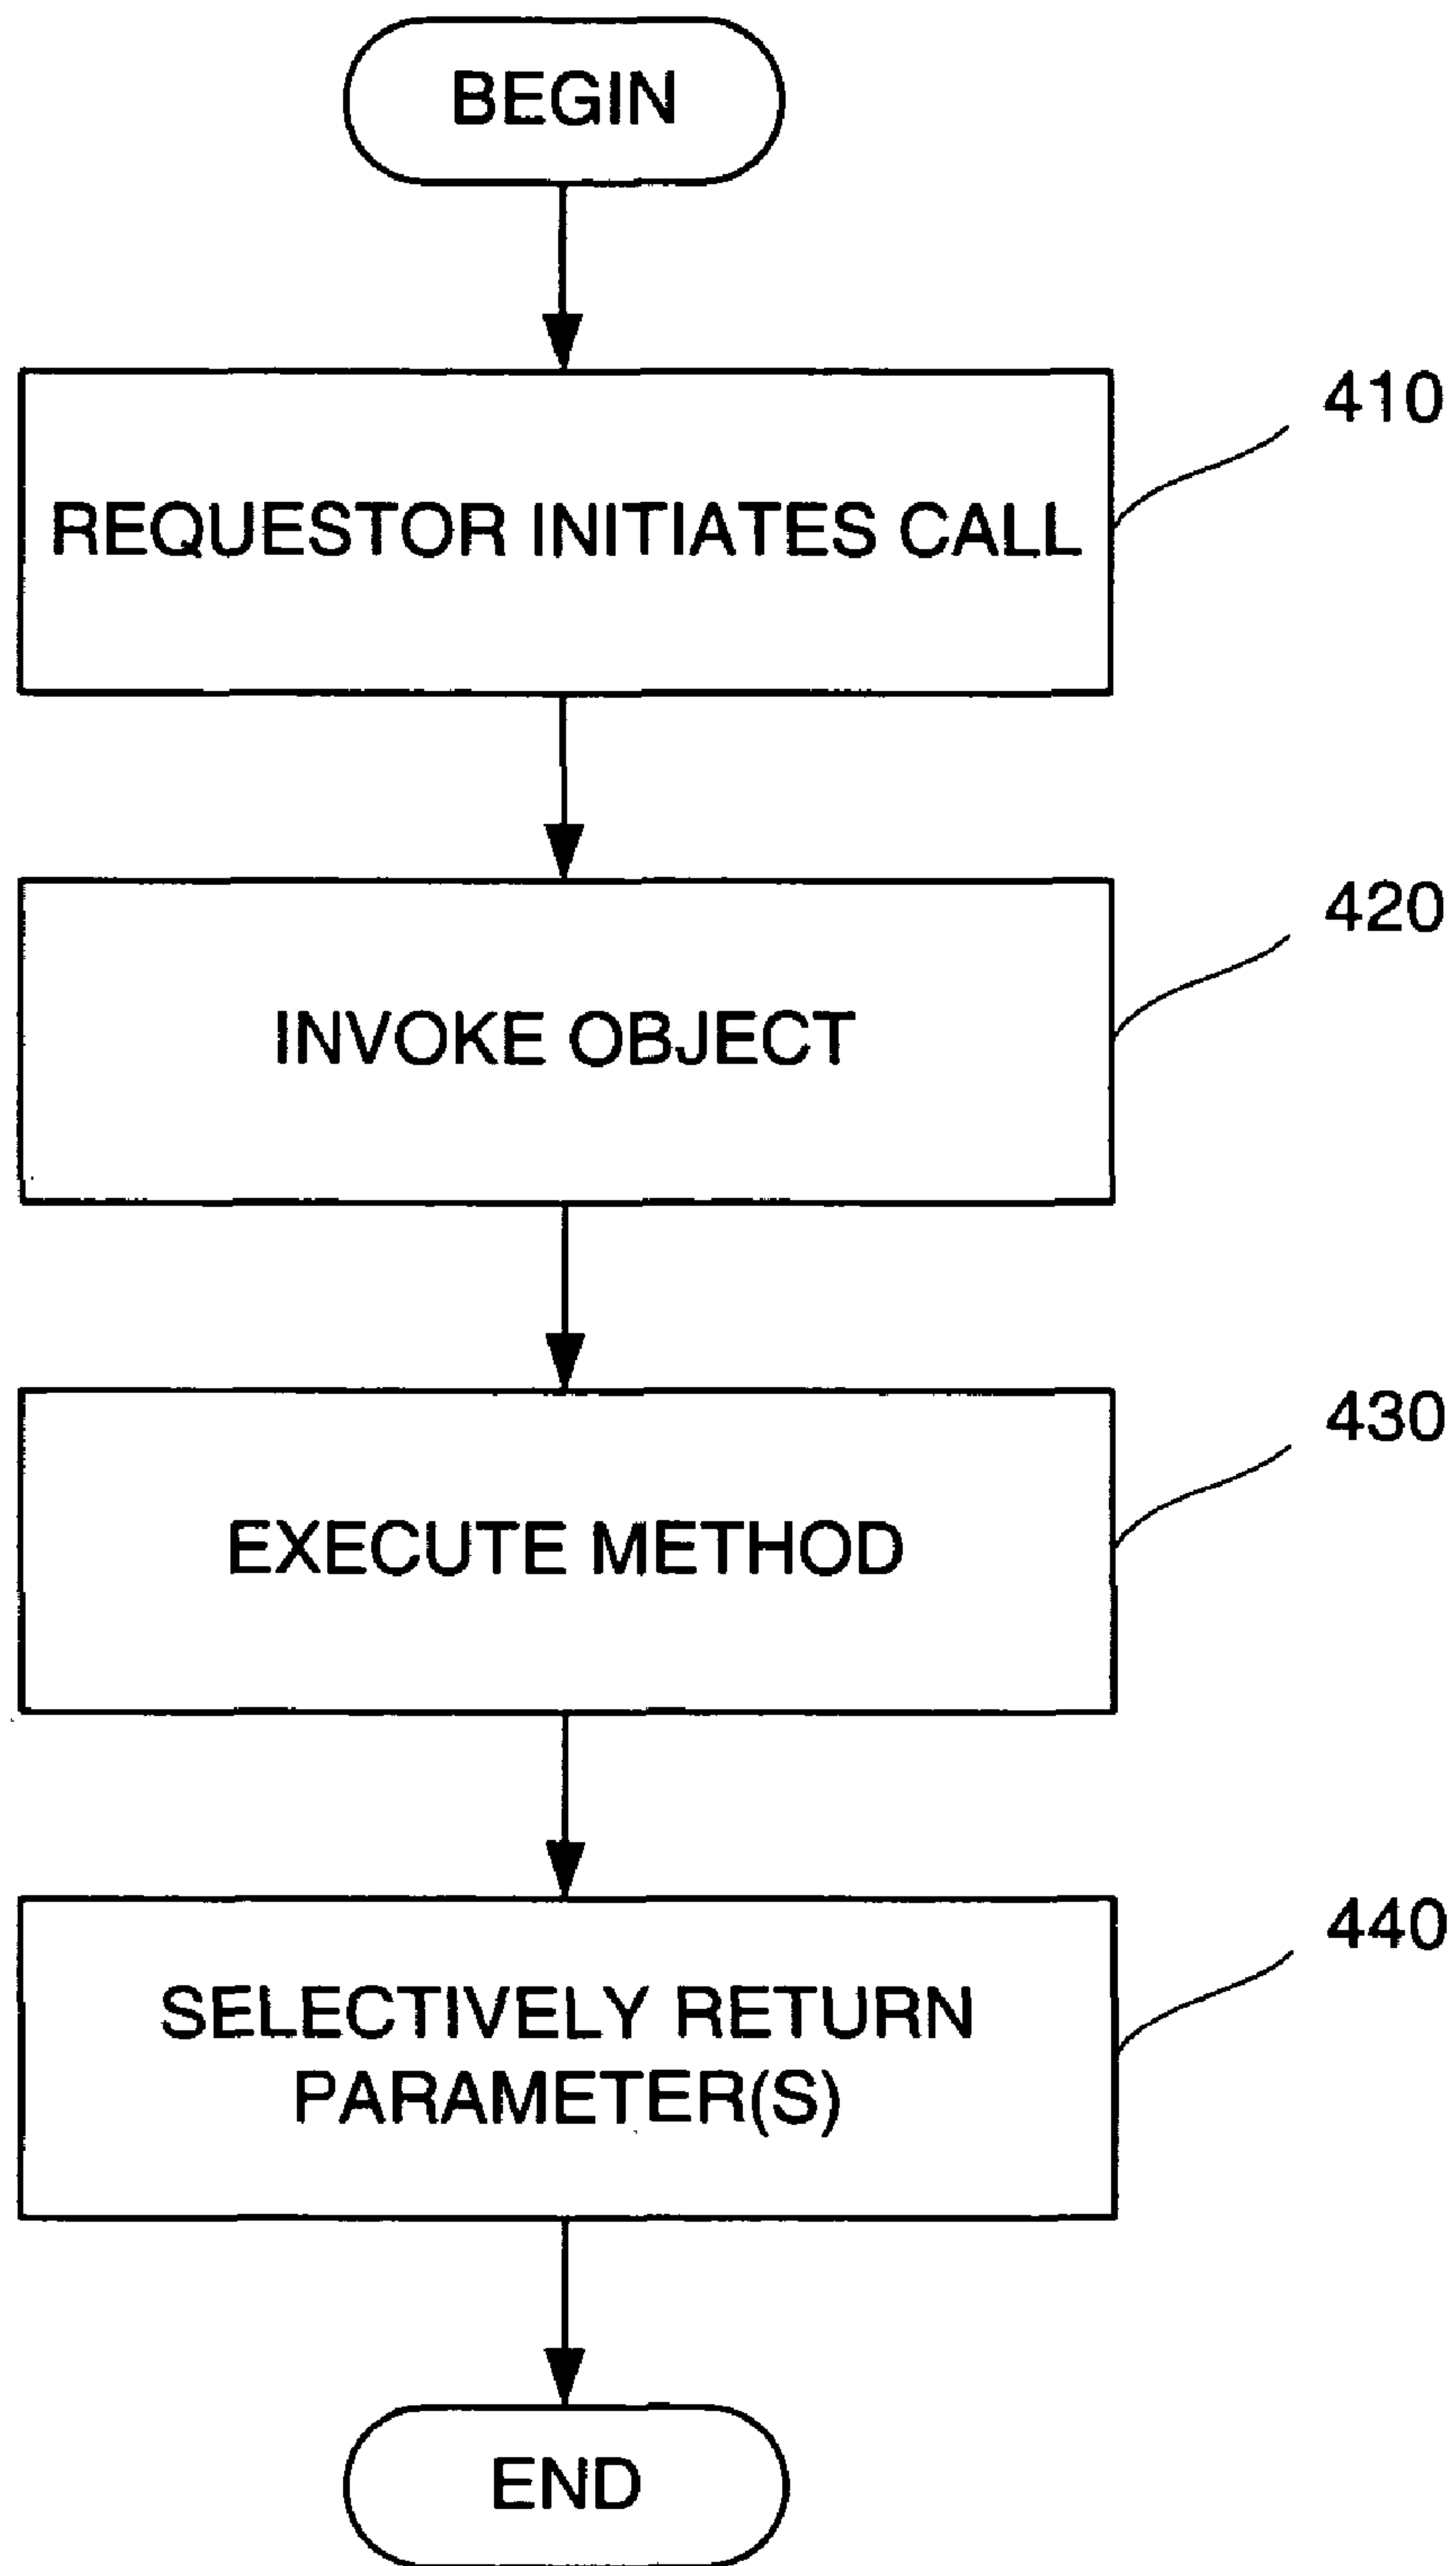 BEGIN
410
REQUESTOR INITIATES CALL
420
INVOKE OBJECT
430
EXECUTE METHOD
440
SELECTIVELY RETURN
PARAMETER(S)
END